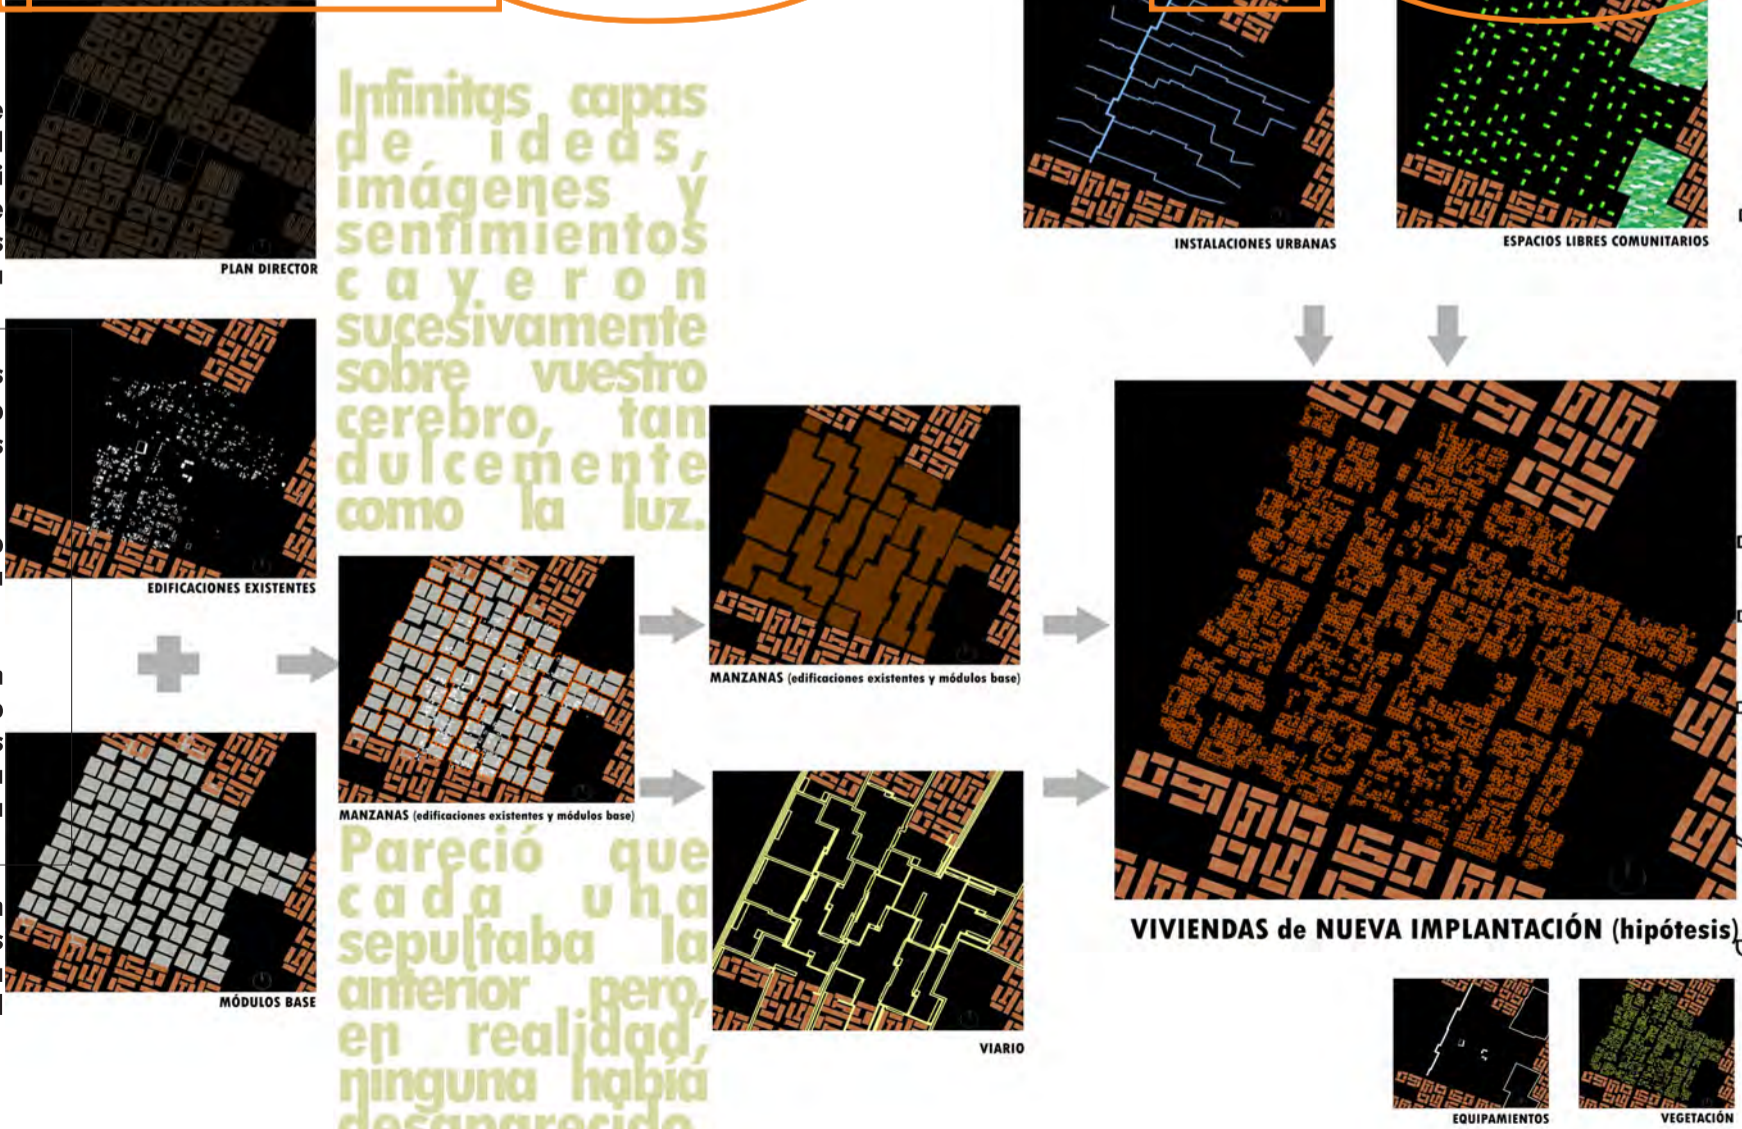 PLAN DIRECTOR
Infinitas capas
de ideas,
imágenes y
sentimientos
cayeron
sucesivamente
sobre vuestro
cerebro, tan
dulcemente
como la luz.
INSTALACIONES URBANAS
ESPACIOS LIBRES COMUNITARIOS
EDIFICACIONES EXISTENTES
MANZANAS (edificaciones existentes y módulos base)
MANZANAS (edificaciones existentes y módulos base)
MÓDULOS BASE
Pareció que
cada una
sepultaba la
anterior pero,
en realidad,
ninguna había
desaparecido.
VIARIO
VIVIENDAS de NUEVA IMPLANTACIÓN (hipótesis)
EQUIPAMIENTOS
VEGETACIÓN